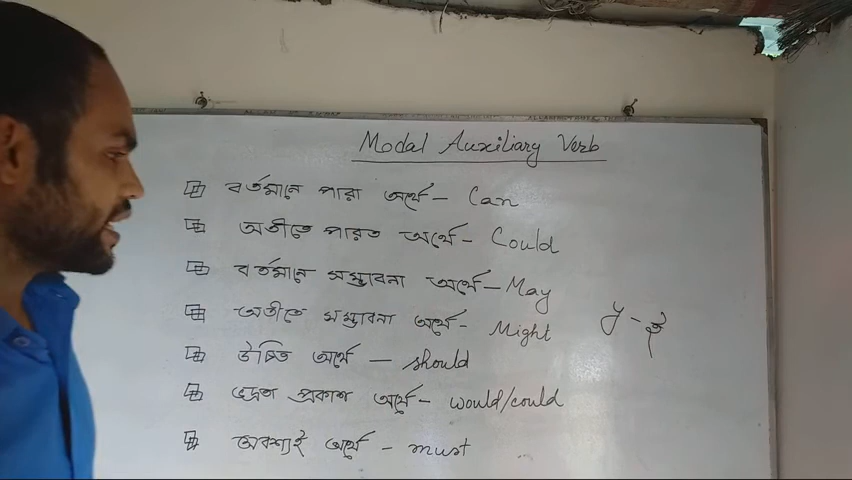 Modal Auxiliary Verb
বর্তমানে পারা অর্থে - Can
অতীতে পারত অর্থে - Could
বর্তমানে সম্ভাবনা অর্থে - May
অতীতে সম্ভাবনা অর্থে - Might
উচিত অর্থে - should
ভদ্রতা প্রকাশ অর্থে - would/could
অবশ্যই অর্থে - must
y -